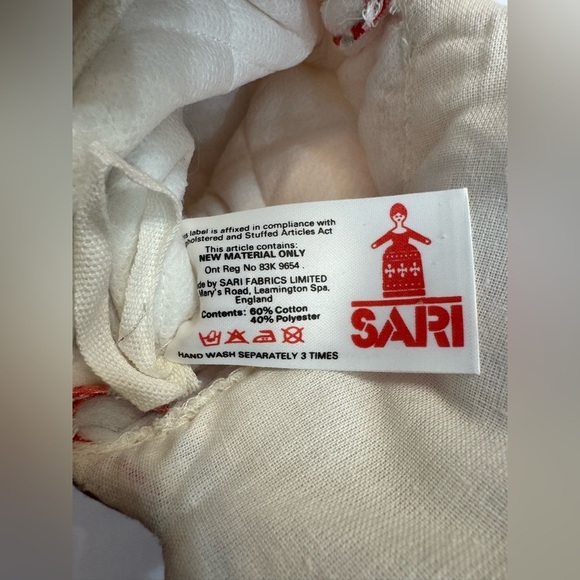 label is affixed in compliance with
and Stuffed Articles Act
This article contains:
NEW MATERIAL ONLY
Ont Reg No 83K 9654 .
by SARI FABRICS LIMITED
Mary's Road, Leamington Spa,
England
Contents: 60% Cotton
40% Polyester
HAND WASH SEPARATELY 3 TIMES
SARI